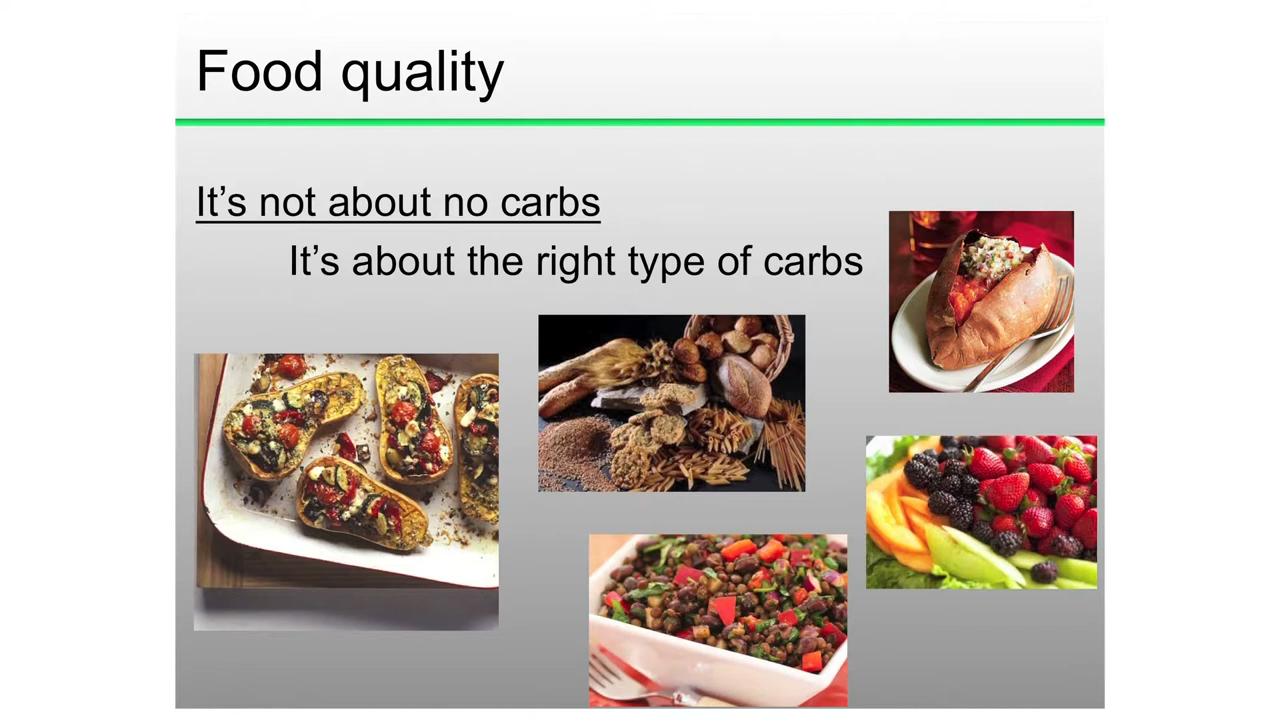 Food quality
It’s not about no carbs
It’s about the right type of carbs